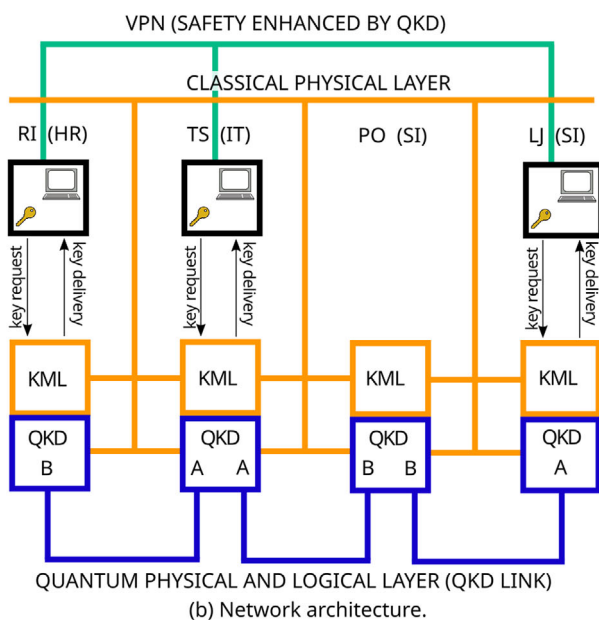 VPN (SAFETY ENHANCED BY QKD)
CLASSICAL PHYSICAL LAYER
RI (HR)
TS (IT)
PO (SI)
LJ (SI)
key request
key delivery
key request
key delivery
key request
key delivery
KML
KML
KML
KML
QKD
B
QKD
A A
QKD
B B
QKD
A
QUANTUM PHYSICAL AND LOGICAL LAYER (QKD LINK)
(b) Network architecture.